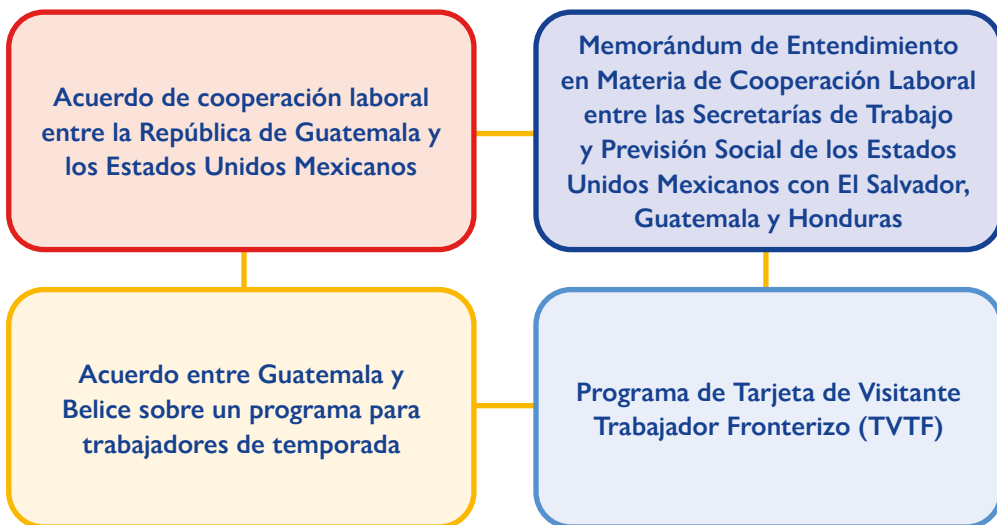 Acuerdo de cooperación laboral
entre la República de Guatemala y
los Estados Unidos Mexicanos
Memorándum de Entendimiento
en Materia de Cooperación Laboral
entre las Secretarías de Trabajo
y Previsión Social de los Estados
Unidos Mexicanos con El Salvador,
Guatemala y Honduras
Acuerdo entre Guatemala y
Belice sobre un programa para
trabajadores de temporada
Programa de Tarjeta de Visitante
Trabajador Fronterizo (TVTF)